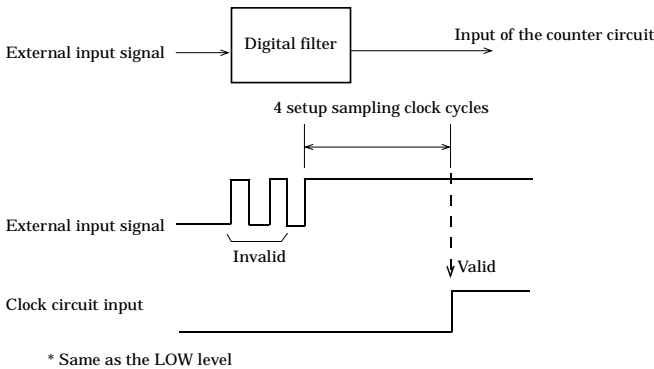 Digital filter
Input of the counter circuit
External input signal
4 setup sampling clock cycles
External input signal
Invalid
Valid
Clock circuit input
* Same as the LOW level